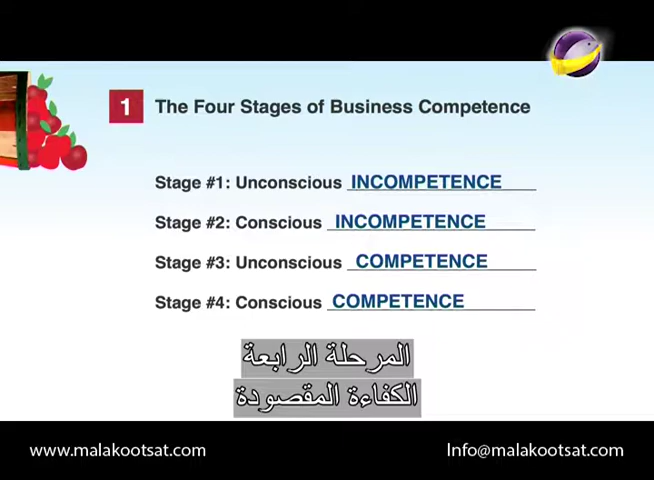 1 The Four Stages of Business Competence
Stage #1: Unconscious INCOMPETENCE
Stage #2: Conscious INCOMPETENCE
Stage #3: Unconscious COMPETENCE
Stage #4: Conscious COMPETENCE
المرحلة الرابعة
الكفاءة المقصودة
www.malakootsat.com Info@malakootsat.com